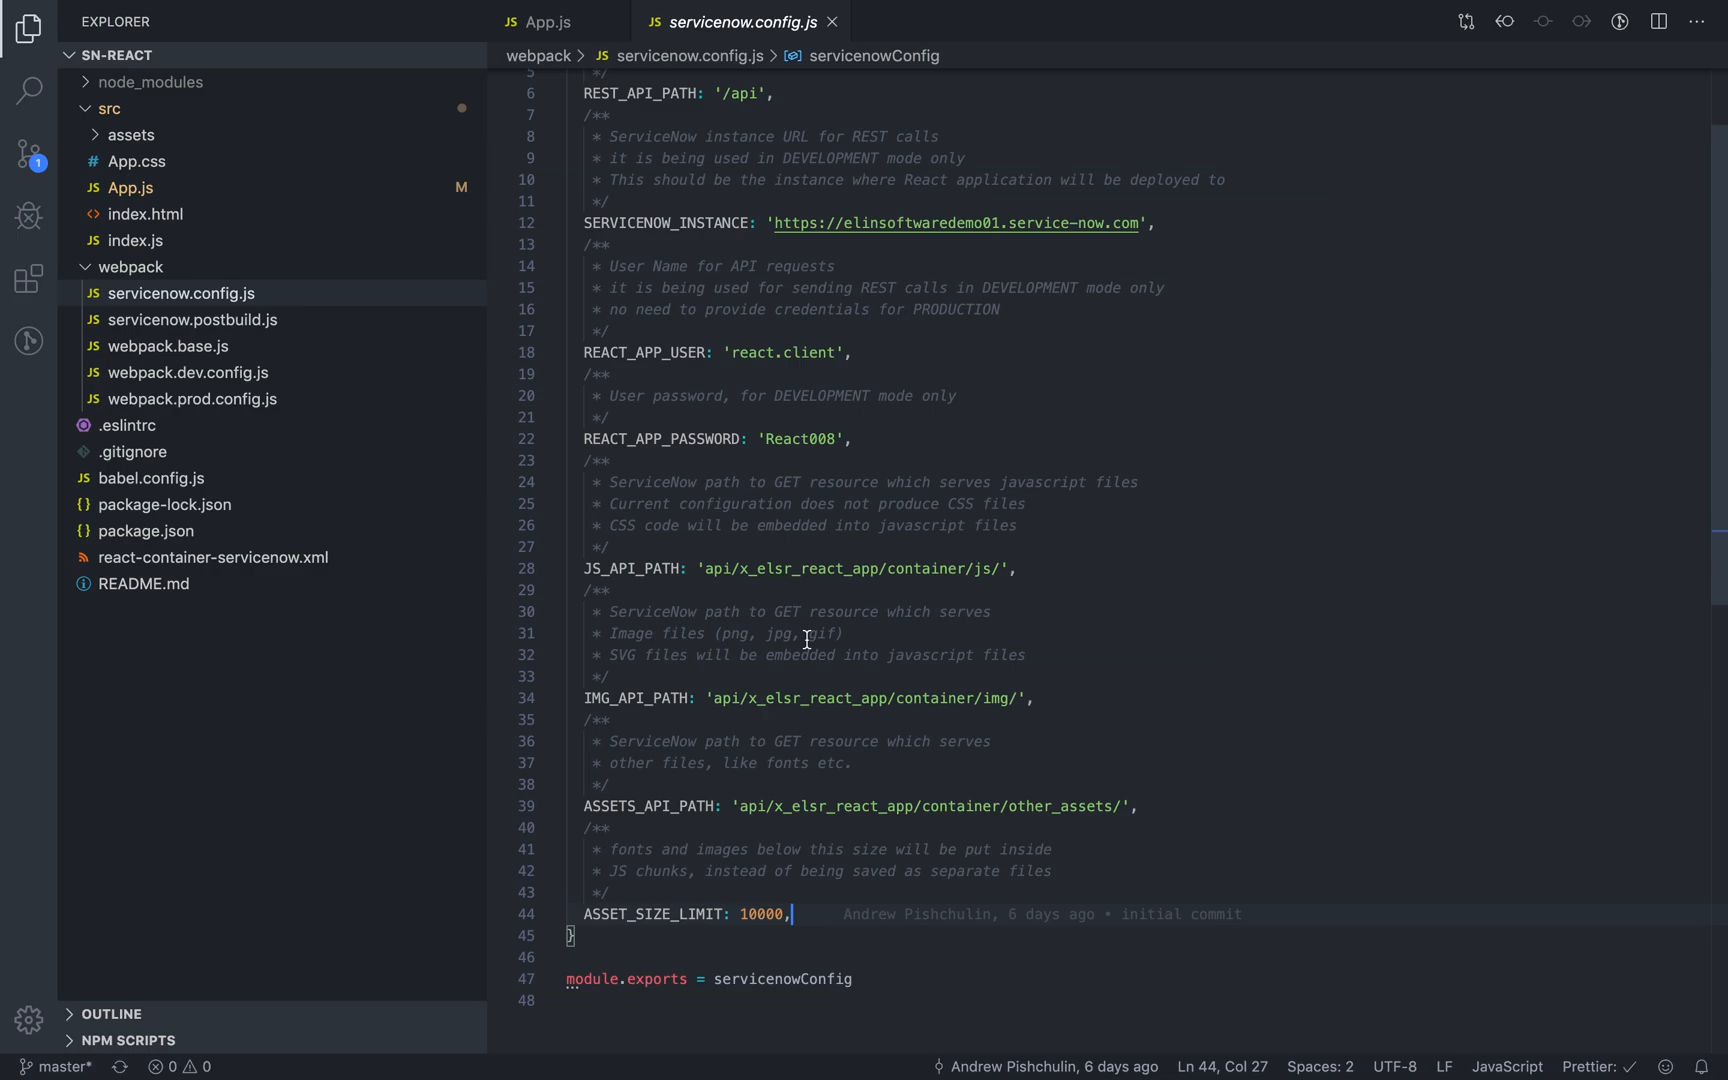 EXPLORER
SN-REACT
node_modules
src
assets
# App.css
JS App.js M
<> index.html
JS index.js
webpack
JS servicenow.config.js
JS servicenow.postbuild.js
JS webpack.base.js
JS webpack.dev.config.js
JS webpack.prod.config.js
.eslintrc
.gitignore
JS babel.config.js
{} package-lock.json
{} package.json
react-container-servicenow.xml
README.md
OUTLINE
NPM SCRIPTS
1
JS App.js
JS servicenow.config.js
webpack > JS servicenow.config.js > servicenowConfig
5 */
6 REST_API_PATH: '/api',
7 /**
8 * ServiceNow instance URL for REST calls
9 * it is being used in DEVELOPMENT mode only
10 * This should be the instance where React application will be deployed to
11 */
12 SERVICENOW_INSTANCE: 'https://elinsoftwaredemo01.service-now.com',
13 /**
14 * User Name for API requests
15 * it is being used for sending REST calls in DEVELOPMENT mode only
16 * no need to provide credentials for PRODUCTION
17 */
18 REACT_APP_USER: 'react.client',
19 /**
20 * User password, for DEVELOPMENT mode only
21 */
22 REACT_APP_PASSWORD: 'React008',
23 /**
24 * ServiceNow path to GET resource which serves javascript files
25 * Current configuration does not produce CSS files
26 * CSS code will be embedded into javascript files
27 */
28 JS_API_PATH: 'api/x_elsr_react_app/container/js/',
29 /**
30 * ServiceNow path to GET resource which serves
31 * Image files (png, jpg, gif)
32 * SVG files will be embedded into javascript files
33 */
34 IMG_API_PATH: 'api/x_elsr_react_app/container/img/',
35 /**
36 * ServiceNow path to GET resource which serves
37 * other files, like fonts etc.
38 */
39 ASSETS_API_PATH: 'api/x_elsr_react_app/container/other_assets/',
40 /**
41 * fonts and images below this size will be put inside
42 * JS chunks, instead of being saved as separate files
43 */
44 ASSET_SIZE_LIMIT: 10000, Andrew Pishchulin, 6 days ago • initial commit
45 }
46
47 module.exports = servicenowConfig
48
master* 0 0 Andrew Pishchulin, 6 days ago Ln 44, Col 27 Spaces: 2 UTF-8 LF JavaScript Prettier: ✓